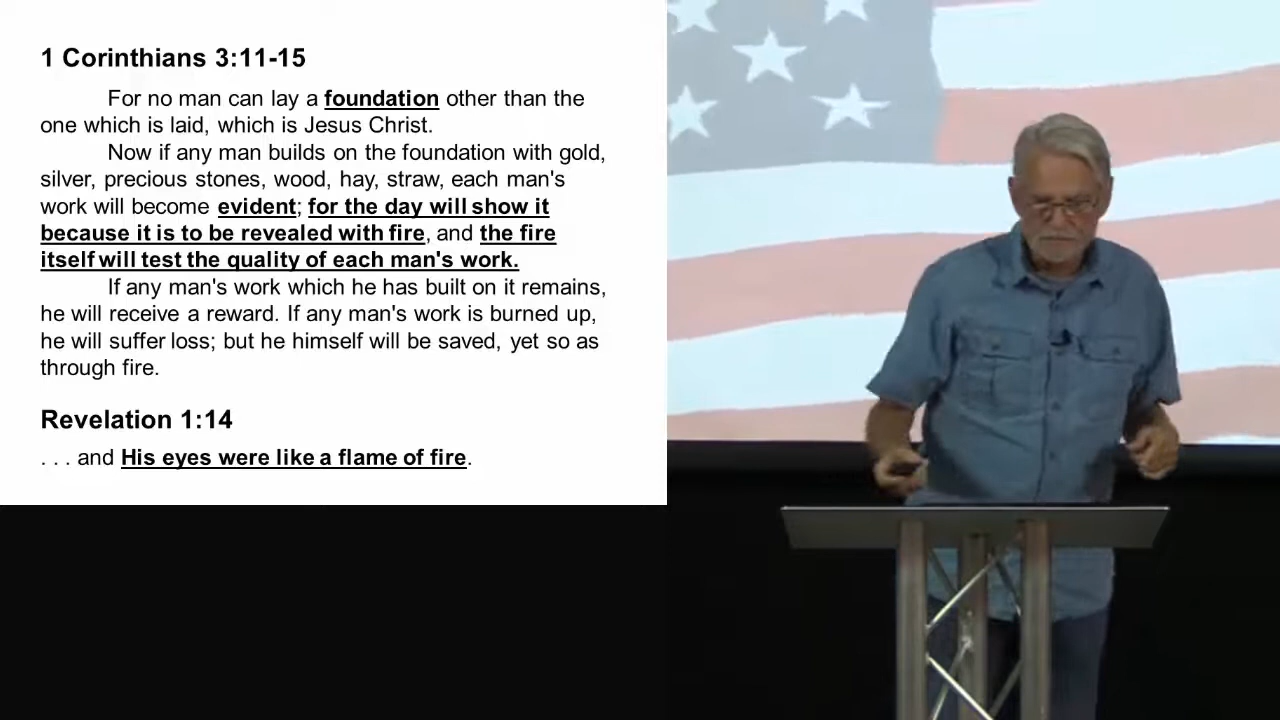 1 Corinthians 3:11-15
For no man can lay a foundation other than the
one which is laid, which is Jesus Christ.
Now if any man builds on the foundation with gold,
silver, precious stones, wood, hay, straw, each man's
work will become evident; for the day will show it
because it is to be revealed with fire, and the fire
itself will test the quality of each man's work.
If any man's work which he has built on it remains,
he will receive a reward. If any man's work is burned up,
he will suffer loss; but he himself will be saved, yet so as
through fire.
Revelation 1:14
. . . and His eyes were like a flame of fire.